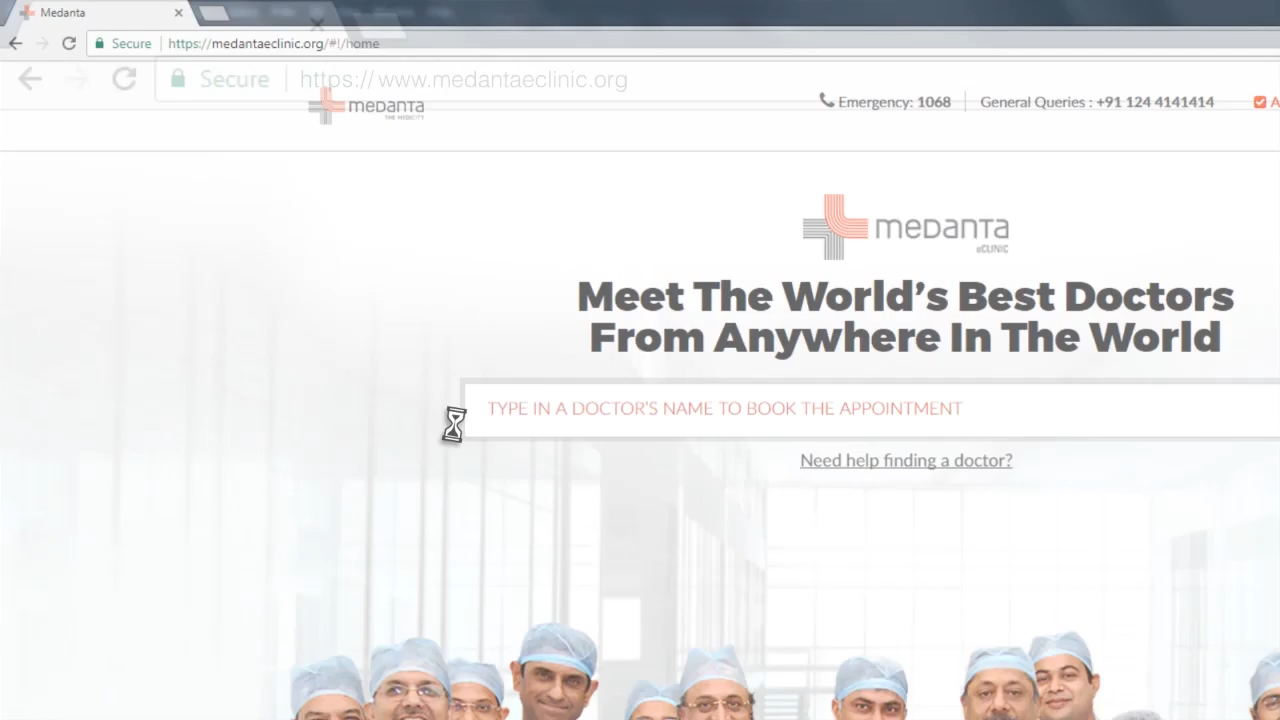 Medanta
Secure https://medantaeclinic.org/#!/home
Secure https://www.medantaeclinic.org
medanta
THE MEDICITY
Emergency: 1068 General Queries : +91 124 4141414
medanta
eCLINIC
Meet The World's Best Doctors
From Anywhere In The World
TYPE IN A DOCTOR'S NAME TO BOOK THE APPOINTMENT
Need help finding a doctor?